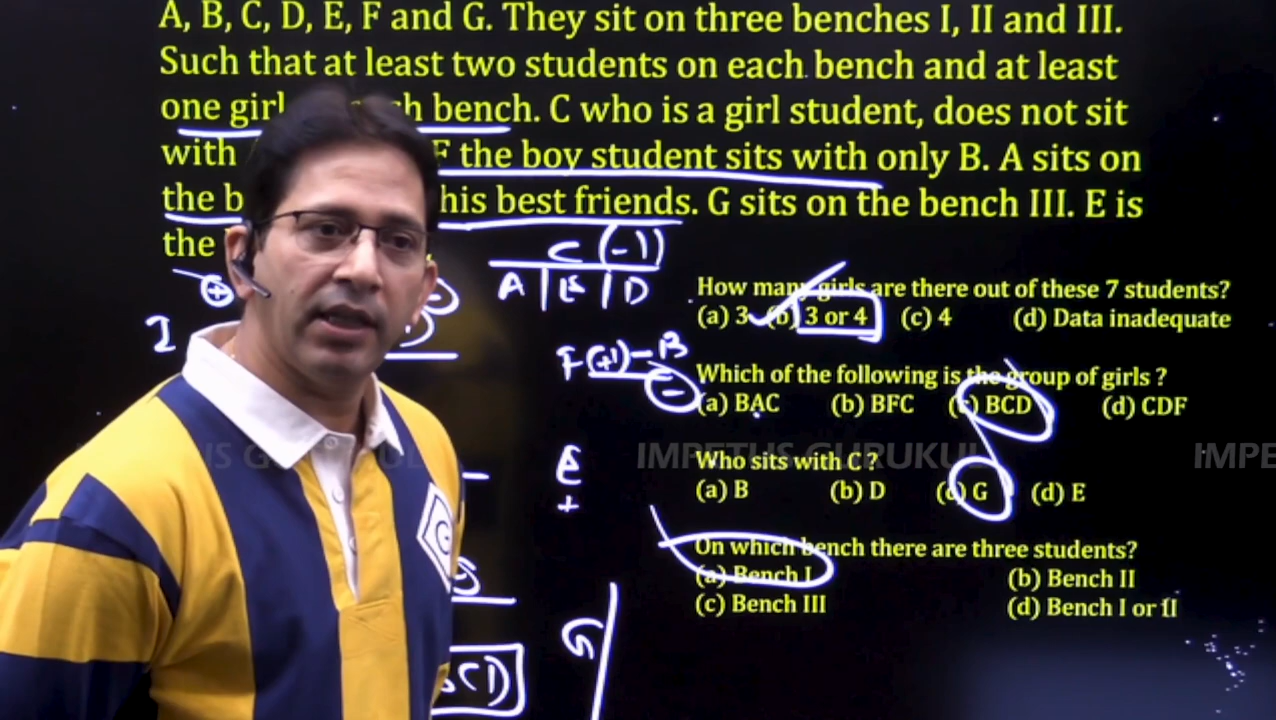 A, B, C, D, E, F and G. They sit on three benches I, II and III.
Such that at least two students on each bench and at least
one girl bench. C who is a girl student, does not sit
with F the boy student sits with only B. A sits on
the b his best friends. G sits on the bench III. E is
the
C (-1)
A | E | D
+
I
How many girls are there out of these 7 students?
(a) 3 (b) 3 or 4 (c) 4 (d) Data inadequate
F (+1) – B
–
Which of the following is the group of girls ?
(a) BAC (b) BFC (c) BCD (d) CDF
IMPETUS GURUKUL
E
+
Who sits with C ?
(a) B (b) D (c) G (d) E
On which bench there are three students?
(a) Bench I (b) Bench II
(c) Bench III (d) Bench I or II
G
G